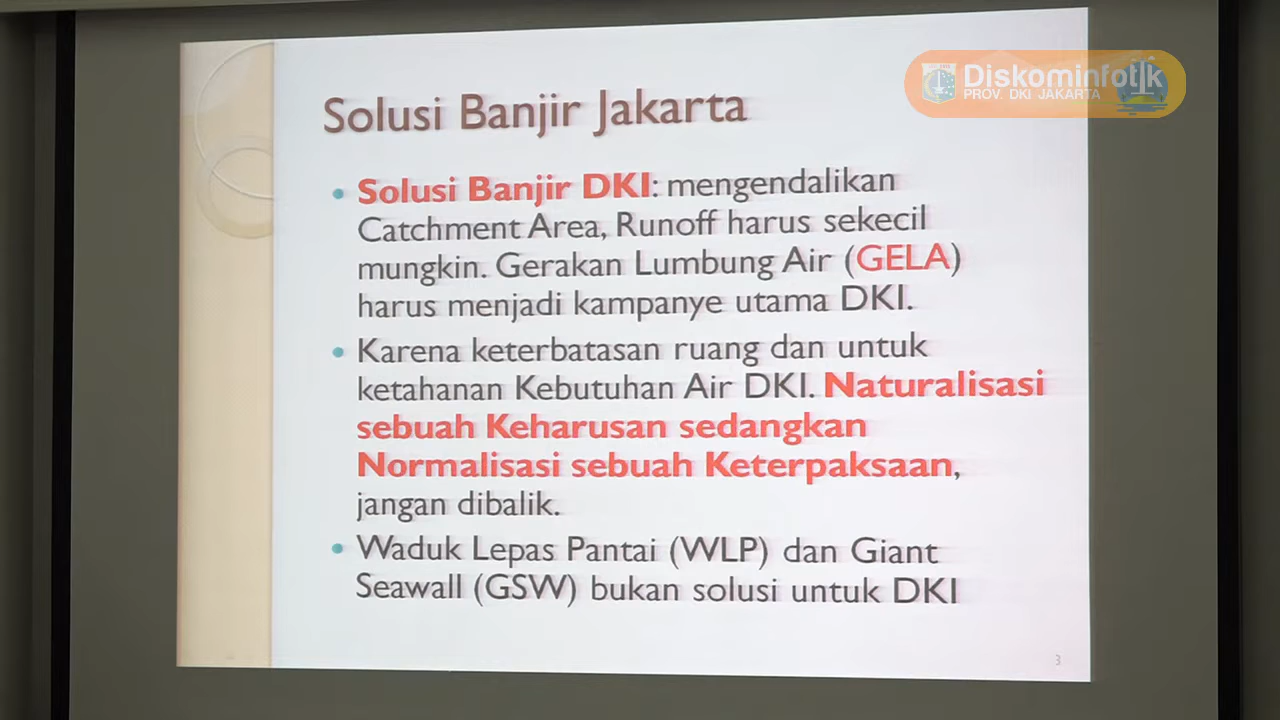 Diskominfotik
PROV. DKI JAKARTA
Solusi Banjir Jakarta
• Solusi Banjir DKI: mengendalikan
Catchment Area, Runoff harus sekecil
mungkin. Gerakan Lumbung Air (GELA)
harus menjadi kampanye utama DKI.
• Karena keterbatasan ruang dan untuk
ketahanan Kebutuhan Air DKI. Naturalisasi
sebuah Keharusan sedangkan
Normalisasi sebuah Keterpaksaan,
jangan dibalik.
• Waduk Lepas Pantai (WLP) dan Giant
Seawall (GSW) bukan solusi untuk DKI
3